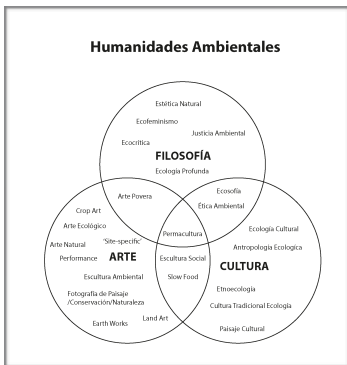 Humanidades Ambientales
Estética Natural
Ecofeminismo
Justicia Ambiental
Ecocritica
FILOSOFÍA
Ecología Profunda
Arte Povera
Ecosofía
Ética Ambiental
Crop Art
Arte Ecológico
Permacultura
Ecología Cultural
Arte Natural
"Site-specific"
Antropología Ecologica
Performance
ARTE
Escultura Social
CULTURA
Escultura Ambiental
Slow Food
Etnoecología
Fotografía de Paisaje
/Conservación/Naturaleza
Cultura Tradicional Ecología
Land Art
Earth Works
Paisaje Cultural